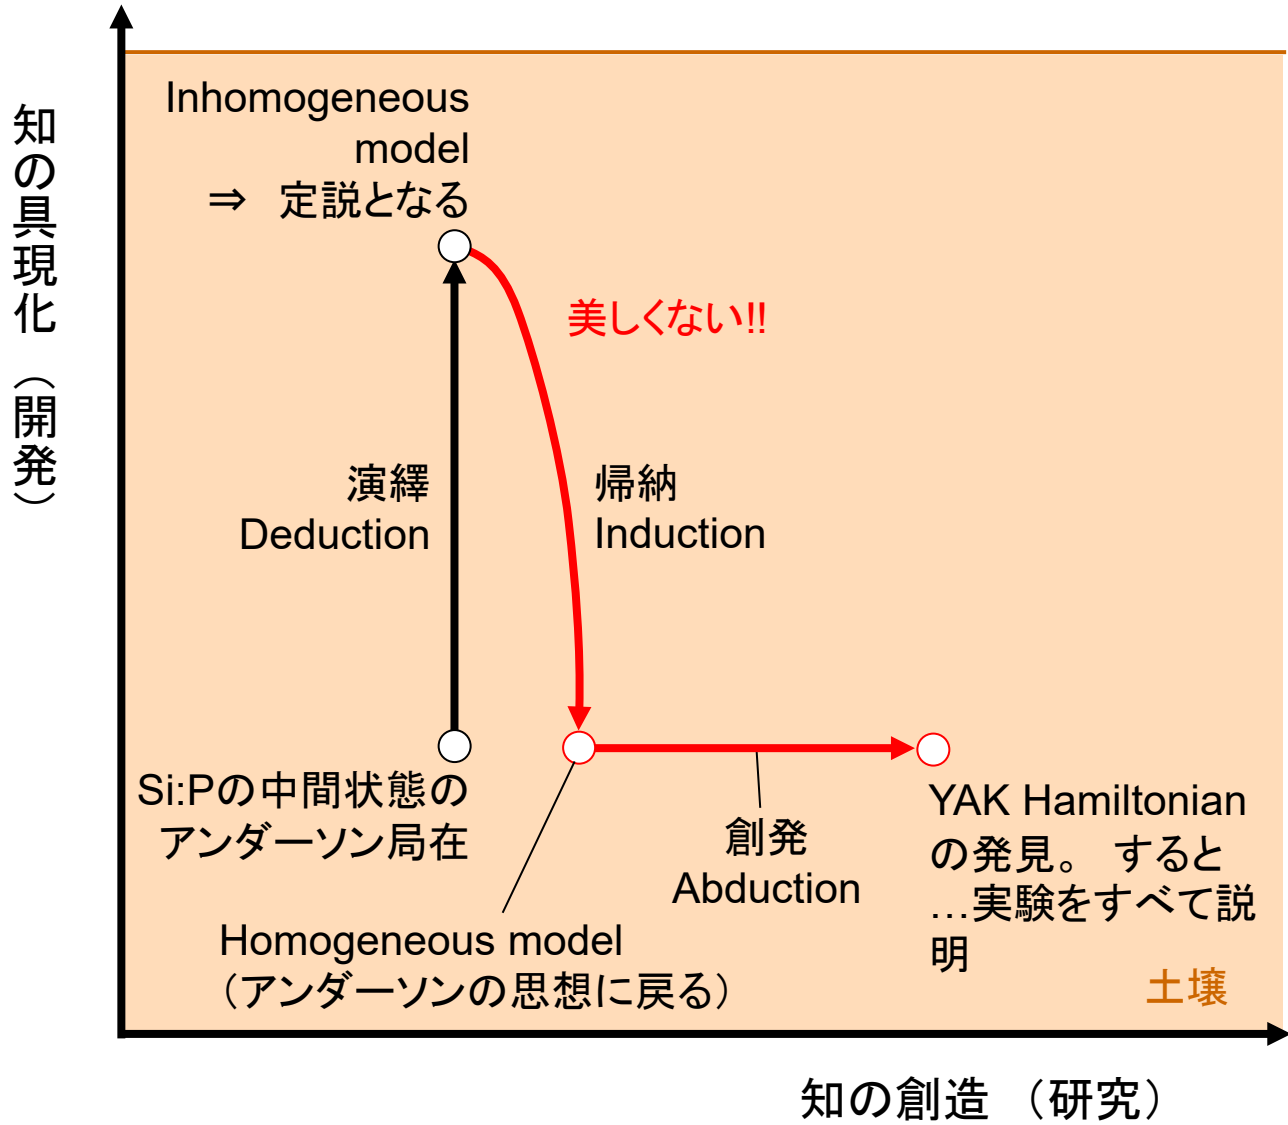 知の具現化 （開発）
Inhomogeneous
model
⇒ 定説となる
美しくない!!
演繹
Deduction
帰納
Induction
Si:Pの中間状態の
アンダーソン局在
創発
Abduction
YAK Hamiltonian
の発見。 すると
…実験をすべて説
明
Homogeneous model
（アンダーソンの思想に戻る）
土壌
知の創造 （研究）